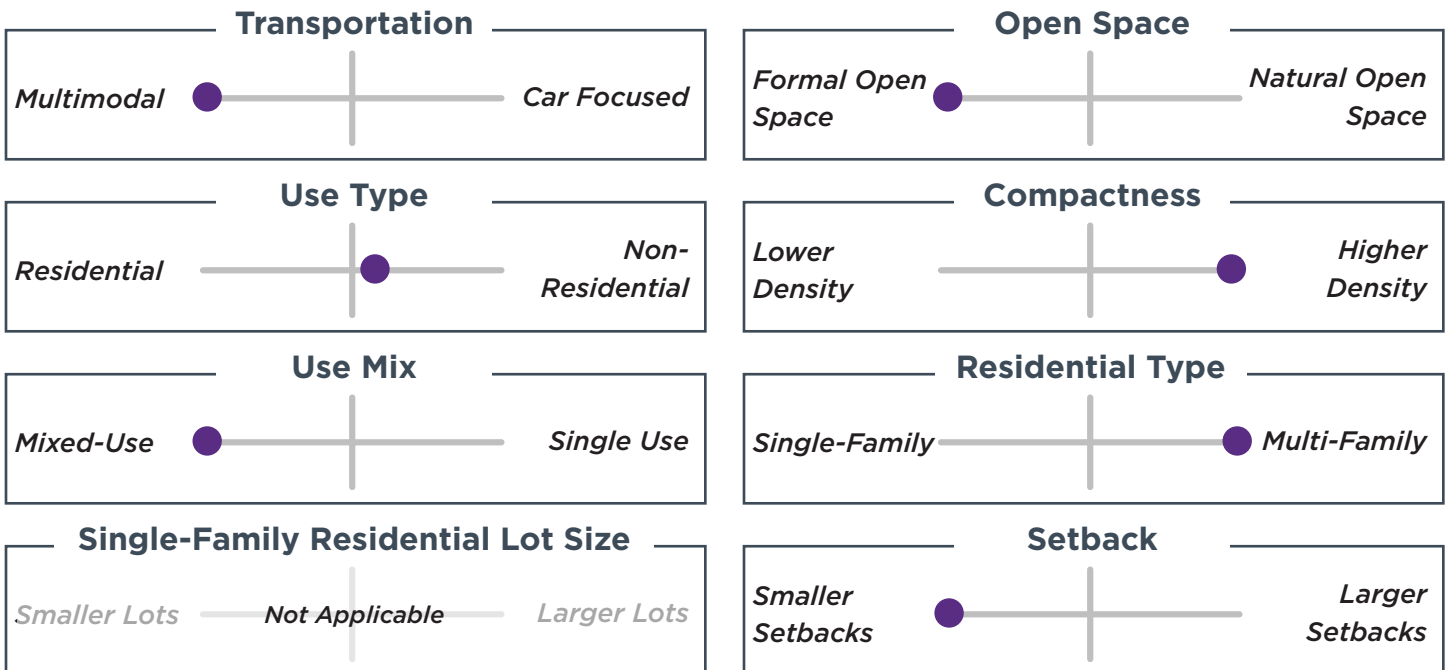 Transportation
Multimodal
Car Focused
Open Space
Formal Open
Space
Natural Open
Space
Use Type
Residential
Non-
Residential
Compactness
Lower
Density
Higher
Density
Use Mix
Mixed-Use
Single Use
Residential Type
Single-Family
Multi-Family
Single-Family Residential Lot Size
Smaller Lots
Not Applicable
Larger Lots
Setback
Smaller
Setbacks
Larger
Setbacks